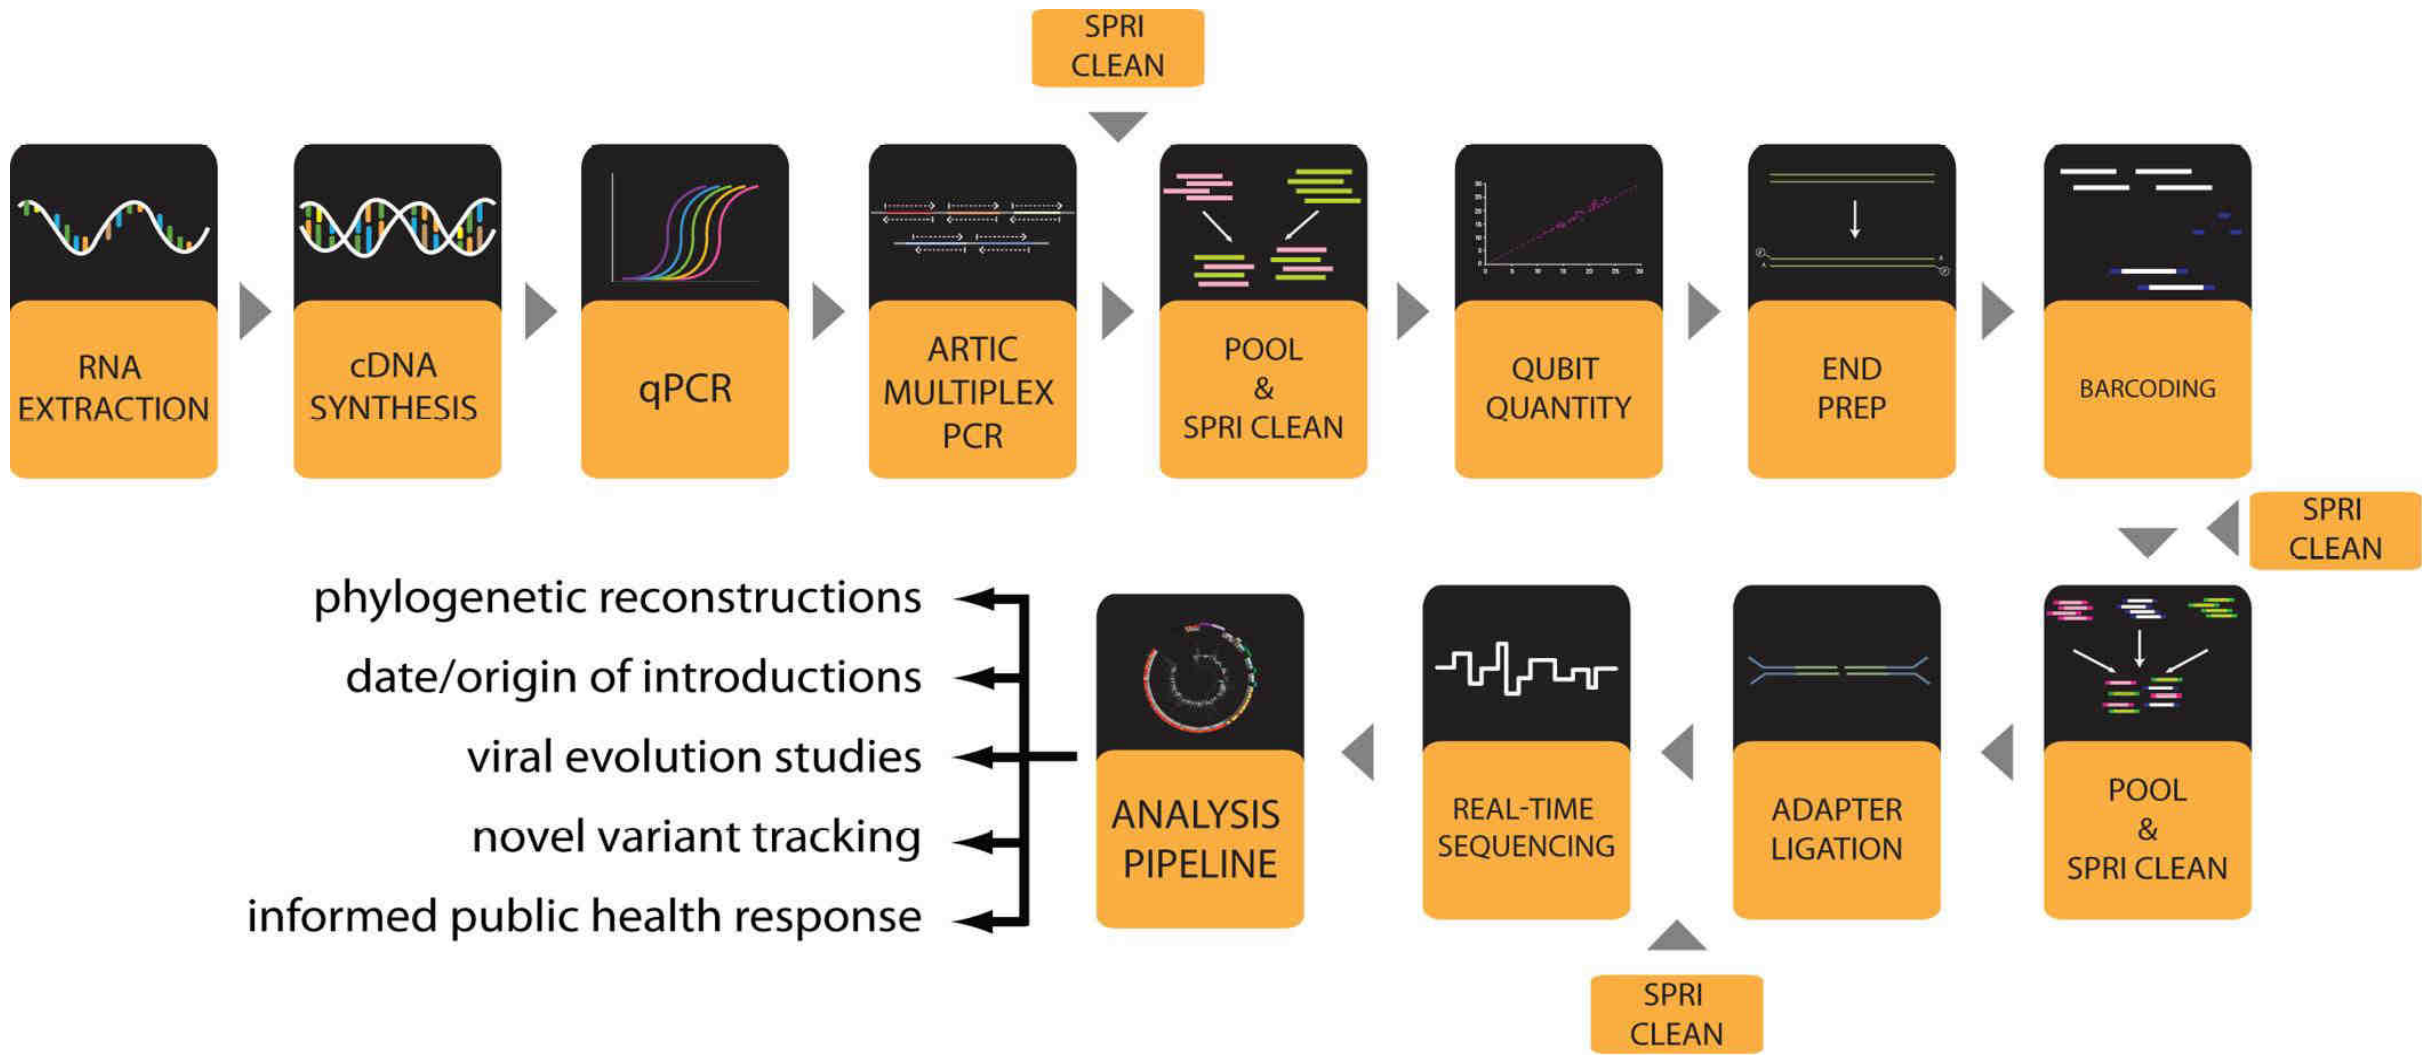 SPRI
CLEAN
RNA
EXTRACTION
cDNA
SYNTHESIS
qPCR
ARTIC
MULTIPLEX
PCR
POOL
&
SPRI CLEAN
QUBIT
QUANTITY
END
PREP
BARCODING
SPRI
CLEAN
POOL
&
SPRI CLEAN
ADAPTER
LIGATION
REAL-TIME
SEQUENCING
SPRI
CLEAN
ANALYSIS
PIPELINE
phylogenetic reconstructions
date/origin of introductions
viral evolution studies
novel variant tracking
informed public health response